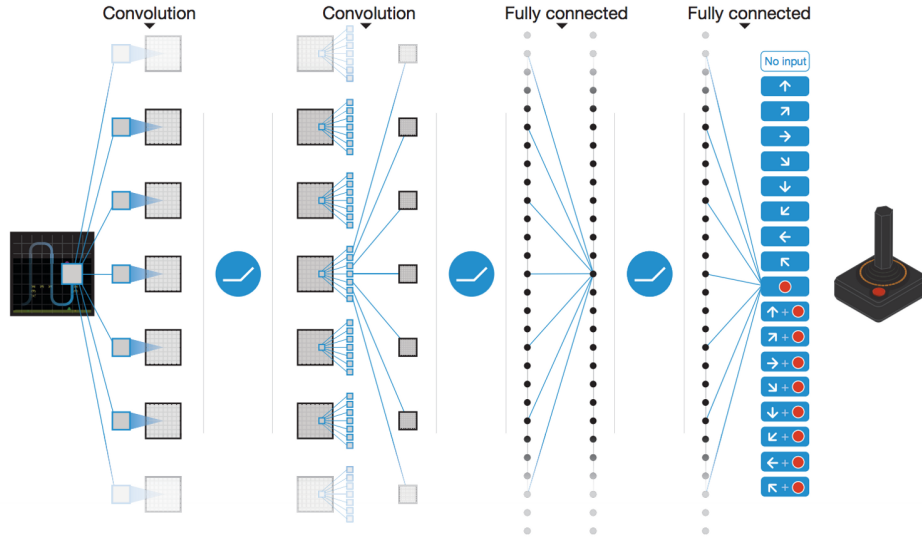 Convolution
Convolution
Fully connected
Fully connected
No input
+
+
+
+
+
+
+
+